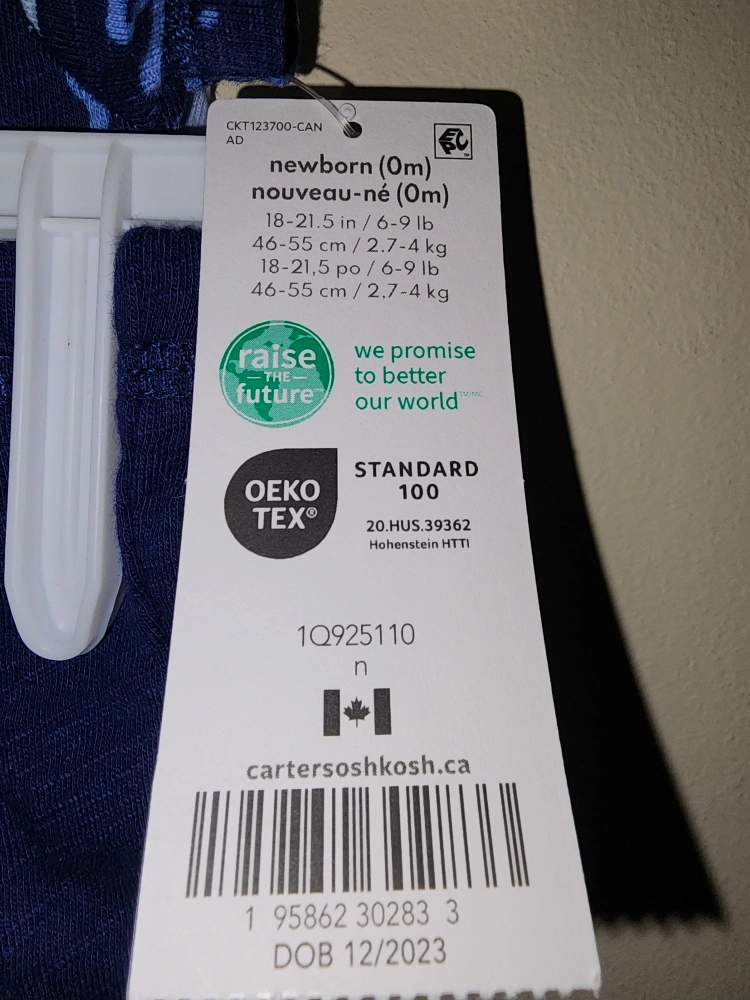 CKT123700-CAN
AD
EPC™
newborn (0m)
nouveau-né (0m)
18-21.5 in / 6-9 lb
46-55 cm / 2.7-4 kg
18-21,5 po / 6-9 lb
46-55 cm / 2,7-4 kg
raise
THE
future
we promise
to better
our world™/MC
OEKO
TEX®
STANDARD
100
20.HUS.39362
Hohenstein HTTI
1Q925110
n
cartersoshkosh.ca
1 95862 30283 3
DOB 12/2023